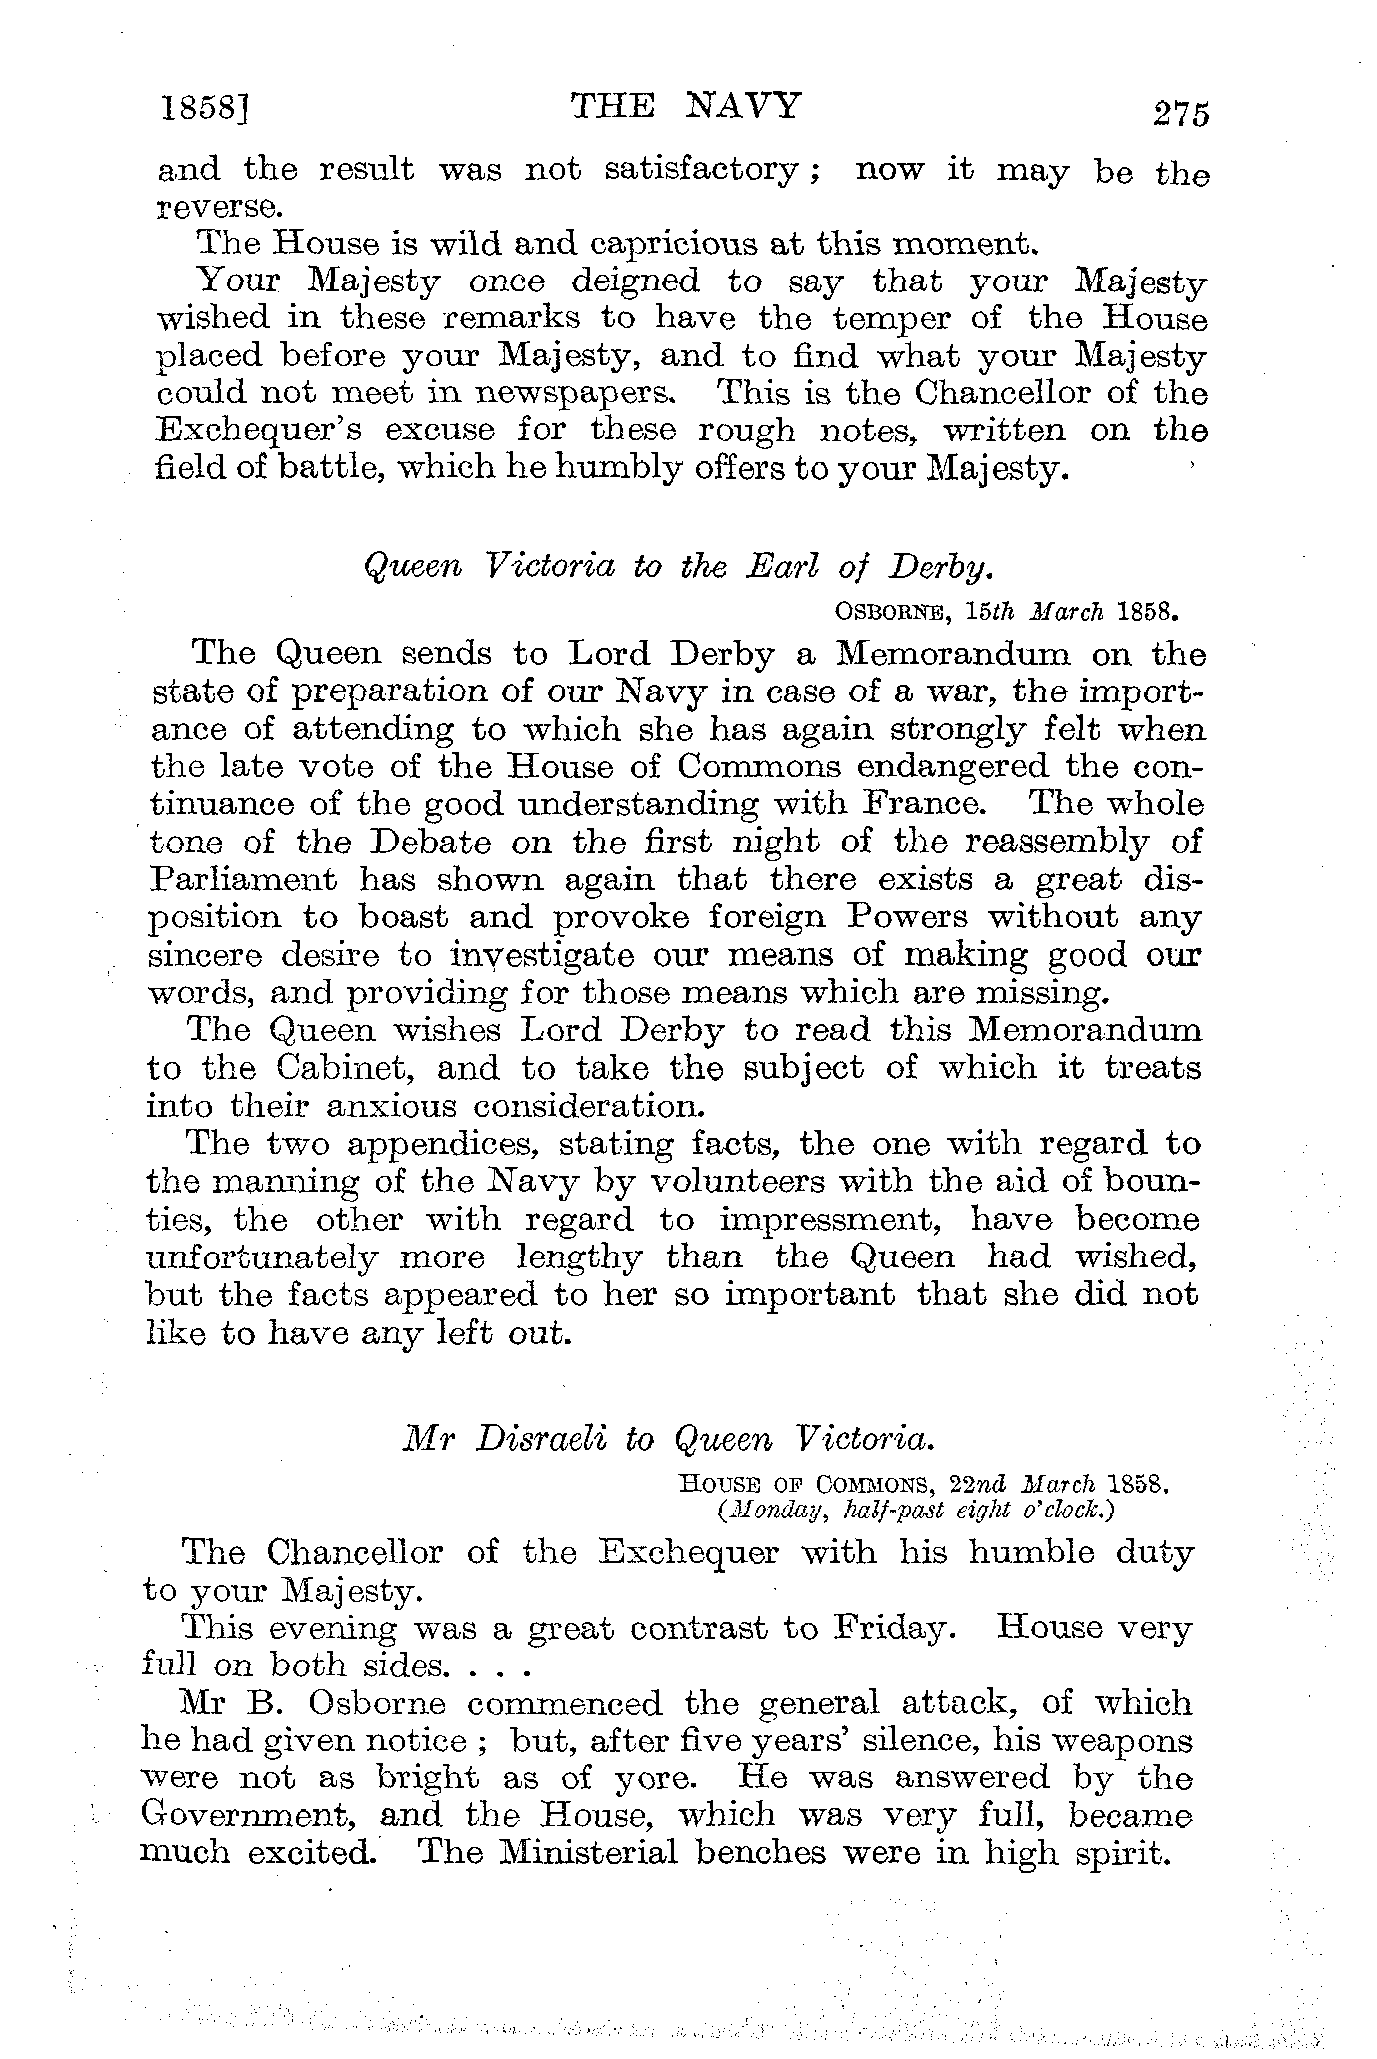 1858] THE NAVY 275
and the result was not satisfactory ; now it may be the
reverse.
The House is wild and capricious at this moment.
Your Majesty once deigned to say that your Majesty
wished in these remarks to have the temper of the House
placed before your Majesty, and to find what your Majesty
could not meet in newspapers. This is the Chancellor of the
Exchequer's excuse for these rough notes, written on the
field of battle, which he humbly offers to your Majesty.
Queen Victoria to the Earl of Derby.
OSBORNE, 15th March 1858.
The Queen sends to Lord Derby a Memorandum on the
state of preparation of our Navy in case of a war, the import-
ance of attending to which she has again strongly felt when
the late vote of the House of Commons endangered the con-
tinuance of the good understanding with France. The whole
tone of the Debate on the first night of the reassembly of
Parliament has shown again that there exists a great dis-
position to boast and provoke foreign Powers without any
sincere desire to investigate our means of making good our
words, and providing for those means which are missing.
The Queen wishes Lord Derby to read this Memorandum
to the Cabinet, and to take the subject of which it treats
into their anxious consideration.
The two appendices, stating facts, the one with regard to
the manning of the Navy by volunteers with the aid of boun-
ties, the other with regard to impressment, have become
unfortunately more lengthy than the Queen had wished,
but the facts appeared to her so important that she did not
like to have any left out.
Mr Disraeli to Queen Victoria.
HOUSE OF COMMONS, 22nd March 1858.
(Monday, half-past eight o'clock.)
The Chancellor of the Exchequer with his humble duty
to your Majesty.
This evening was a great contrast to Friday. House very
full on both sides. . . .
Mr B. Osborne commenced the general attack, of which
he had given notice ; but, after five years' silence, his weapons
were not as bright as of yore. He was answered by the
Government, and the House, which was very full, became
much excited. The Ministerial benches were in high spirit.